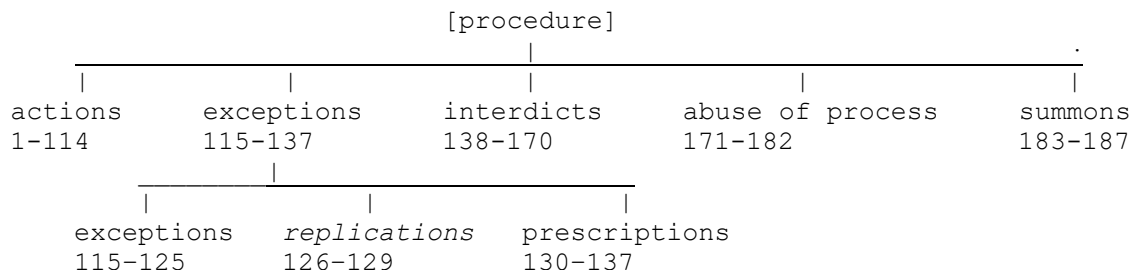 [procedure]
actions exceptions interdicts abuse of process summons
1-114 115-137 138-170 171-182 183-187
exceptions replications prescriptions
115-125 126-129 130-137